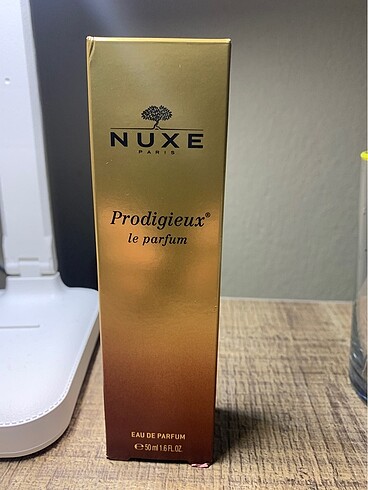 NUXE
PARIS
Prodigieux®
le parfum
EAU DE PARFUM
℮ 50 ml 1.6 FL.OZ.